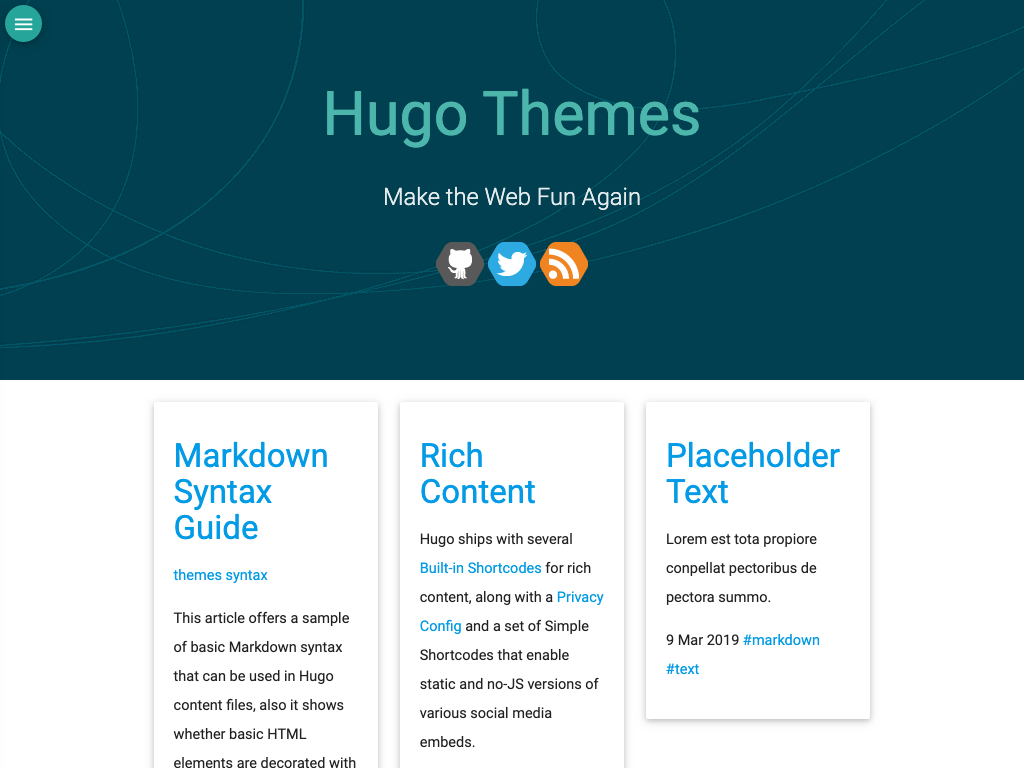 Hugo Themes
Make the Web Fun Again
Markdown
Syntax
Guide
themes syntax
This article offers a sample
of basic Markdown syntax
that can be used in Hugo
content files, also it shows
whether basic HTML
elements are decorated with
Rich
Content
Hugo ships with several
Built-in Shortcodes for rich
content, along with a Privacy
Config and a set of Simple
Shortcodes that enable
static and no-JS versions of
various social media
embeds.
Placeholder
Text
Lorem est tota propiore
conpellat pectoribus de
pectora summo.
9 Mar 2019 #markdown
#text